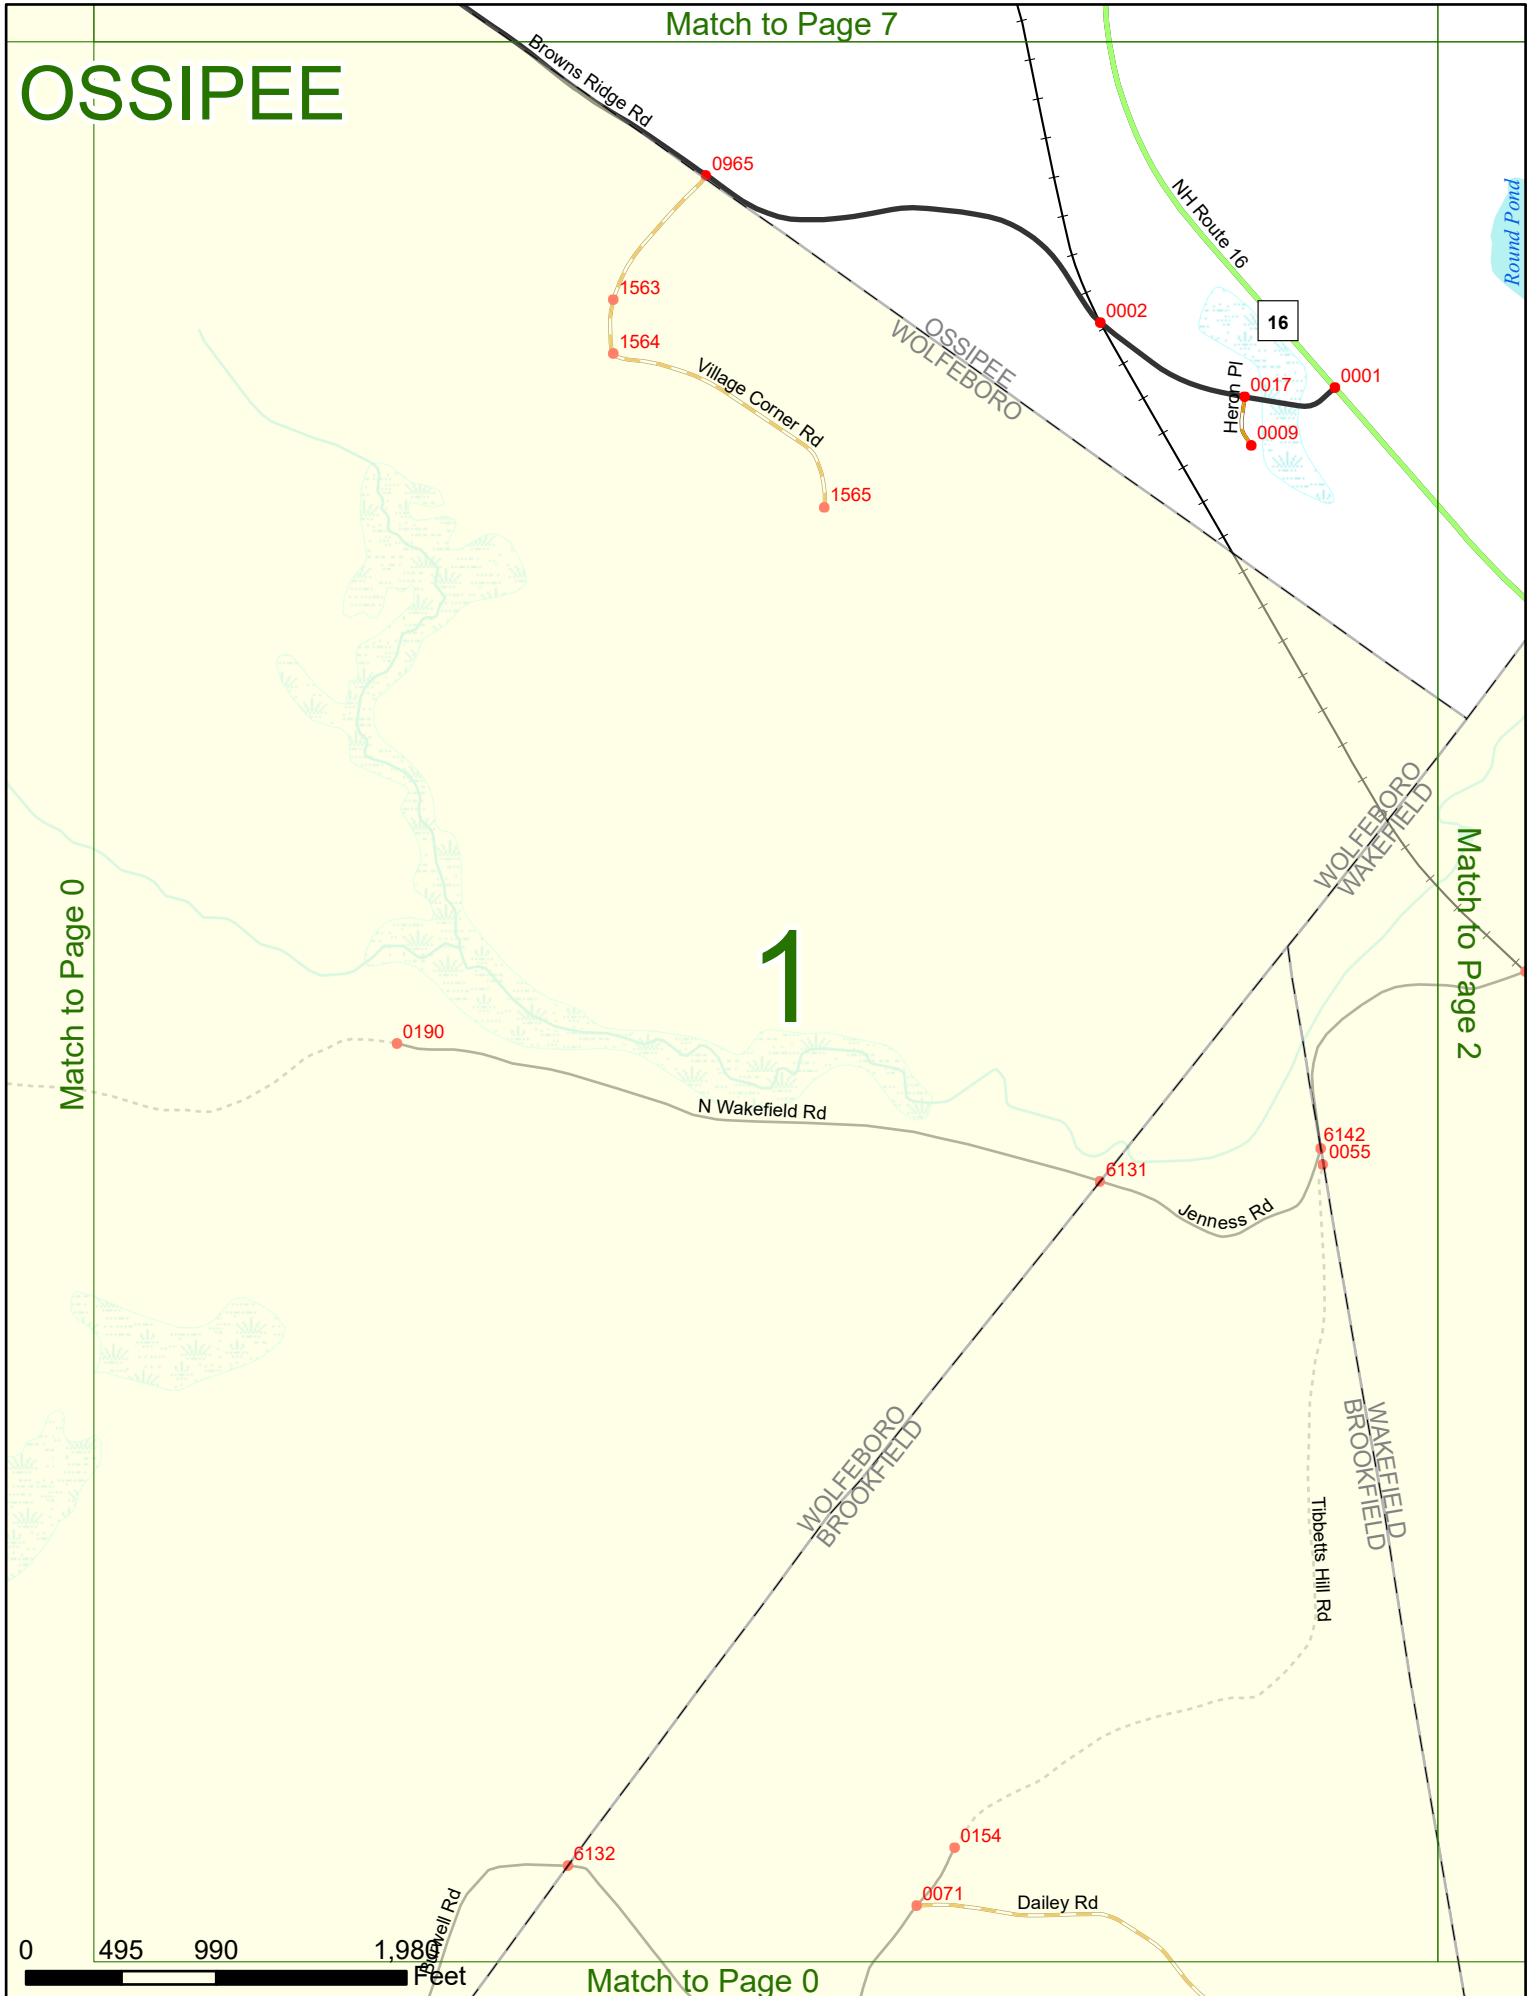 Match to Page 7
OSSIPEE
Browns Ridge Rd
0965
NH Route 16
Round Pond
1563
0002
16
1564
OSSIPEE
WOLFEBORO
Village Corner Rd
Heron Pl
0017
0001
0009
1565
WOLFEBORO
WAKEFIELD
Match to Page 0
1
Match to Page 2
0190
N Wakefield Rd
6142
0055
6131
Jenness Rd
WOLFEBORO
BROOKFIELD
WAKEFIELD
BROOKFIELD
Tibbetts Hill Rd
0154
6132
0071
Dailey Rd
0 495 990 1,980
Feet
Match to Page 0